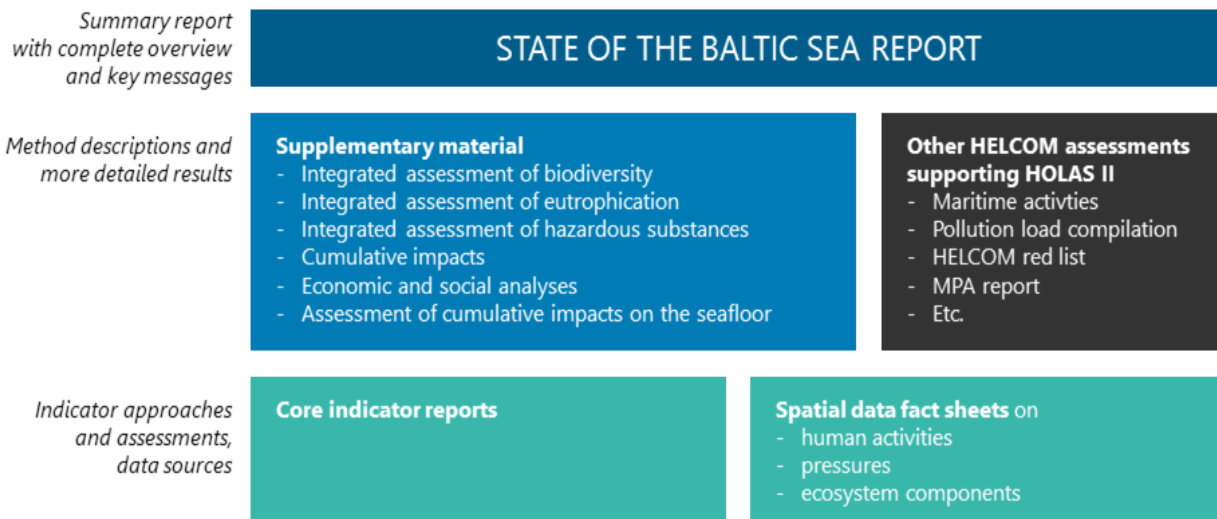 Summary report
with complete overview
and key messages
STATE OF THE BALTIC SEA REPORT
Method descriptions and
more detailed results
Supplementary material
- Integrated assessment of biodiversity
- Integrated assessment of eutrophication
- Integrated assessment of hazardous substances
- Cumulative impacts
- Economic and social analyses
- Assessment of cumulative impacts on the seafloor
Other HELCOM assessments
supporting HOLAS II
- Maritime activties
- Pollution load compilation
- HELCOM red list
- MPA report
- Etc.
Indicator approaches
and assessments,
data sources
Core indicator reports
Spatial data fact sheets on
- human activities
- pressures
- ecosystem components